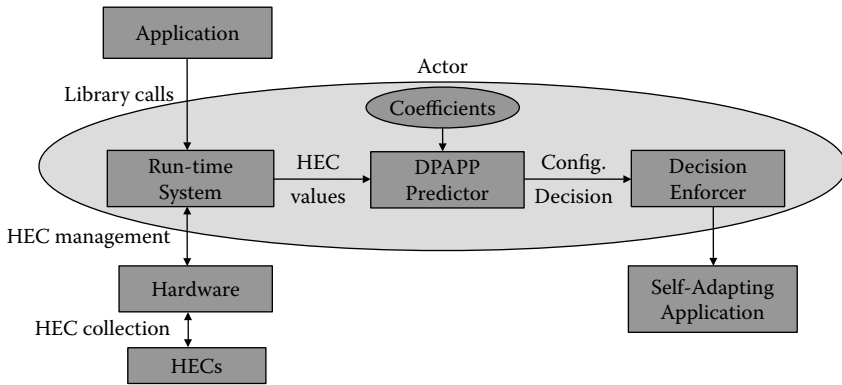 Application
Actor
Library calls
Coefficients
Run-time
System
HEC
values
DPAPP
Predictor
Config.
Decision
Decision
Enforcer
HEC management
Hardware
Self-Adapting
Application
HEC collection
HECs